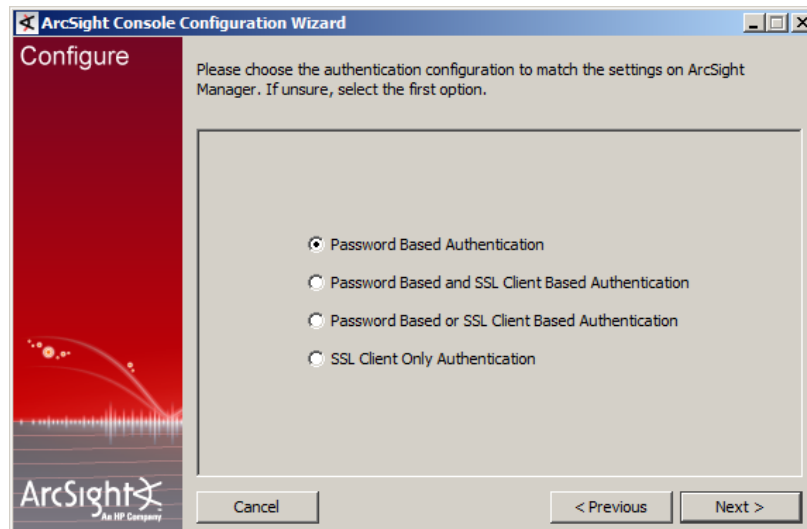 ArcSight Console Configuration Wizard
Configure
Please choose the authentication configuration to match the settings on ArcSight
Manager. If unsure, select the first option.
Password Based Authentication
Password Based and SSL Client Based Authentication
Password Based or SSL Client Based Authentication
SSL Client Only Authentication
ArcSight
An HP Company
Cancel
< Previous
Next >